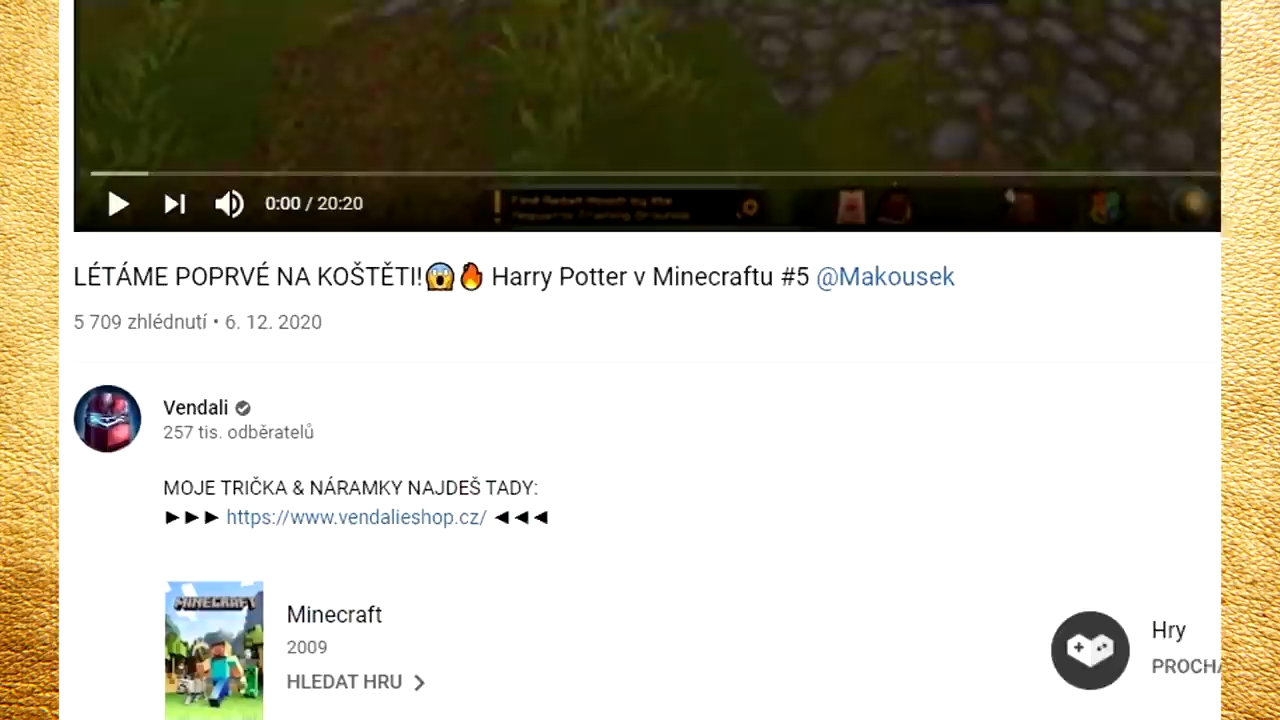 0:00 / 20:20
LÉTÁME POPRVÉ NA KOŠTĚTI!😱🔥 Harry Potter v Minecraftu #5 @Makousek
5 709 zhlédnutí • 6. 12. 2020
Vendali
257 tis. odběratelů
MOJE TRIČKA & NÁRAMKY NAJDEŠ TADY:
►►► https://www.vendalieshop.cz/ ◄◄◄
MINECRAFT
Minecraft
2009
HLEDAT HRU
Hry
PROCHÁ